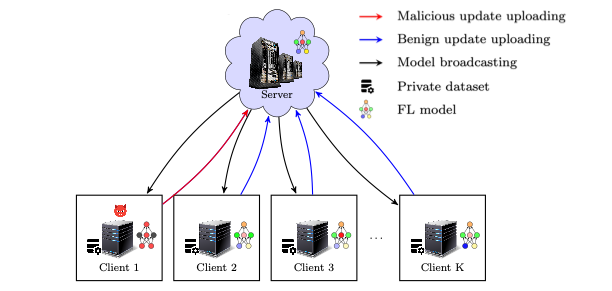 Malicious update uploading
Benign update uploading
Model broadcasting
Private dataset
FL model
Server
Client 1
Client 2
Client 3
...
Client K